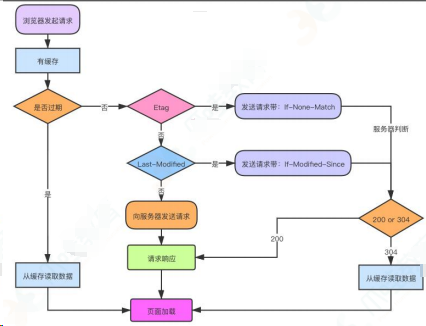 浏览器发起请求
有缓存
是否过期
否
Etag
是
发送请求带：If-None-Match
否
服务器判断
Last-Modified
是
发送请求带：If-Modified-Since
是
否
向服务器发送请求
200 or 304
200
请求响应
304
从缓存读取数据
从缓存读取数据
页面加载